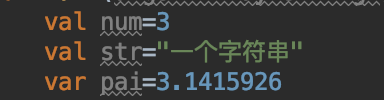 val num=3
val str="一个字符串"
var pai=3.1415926